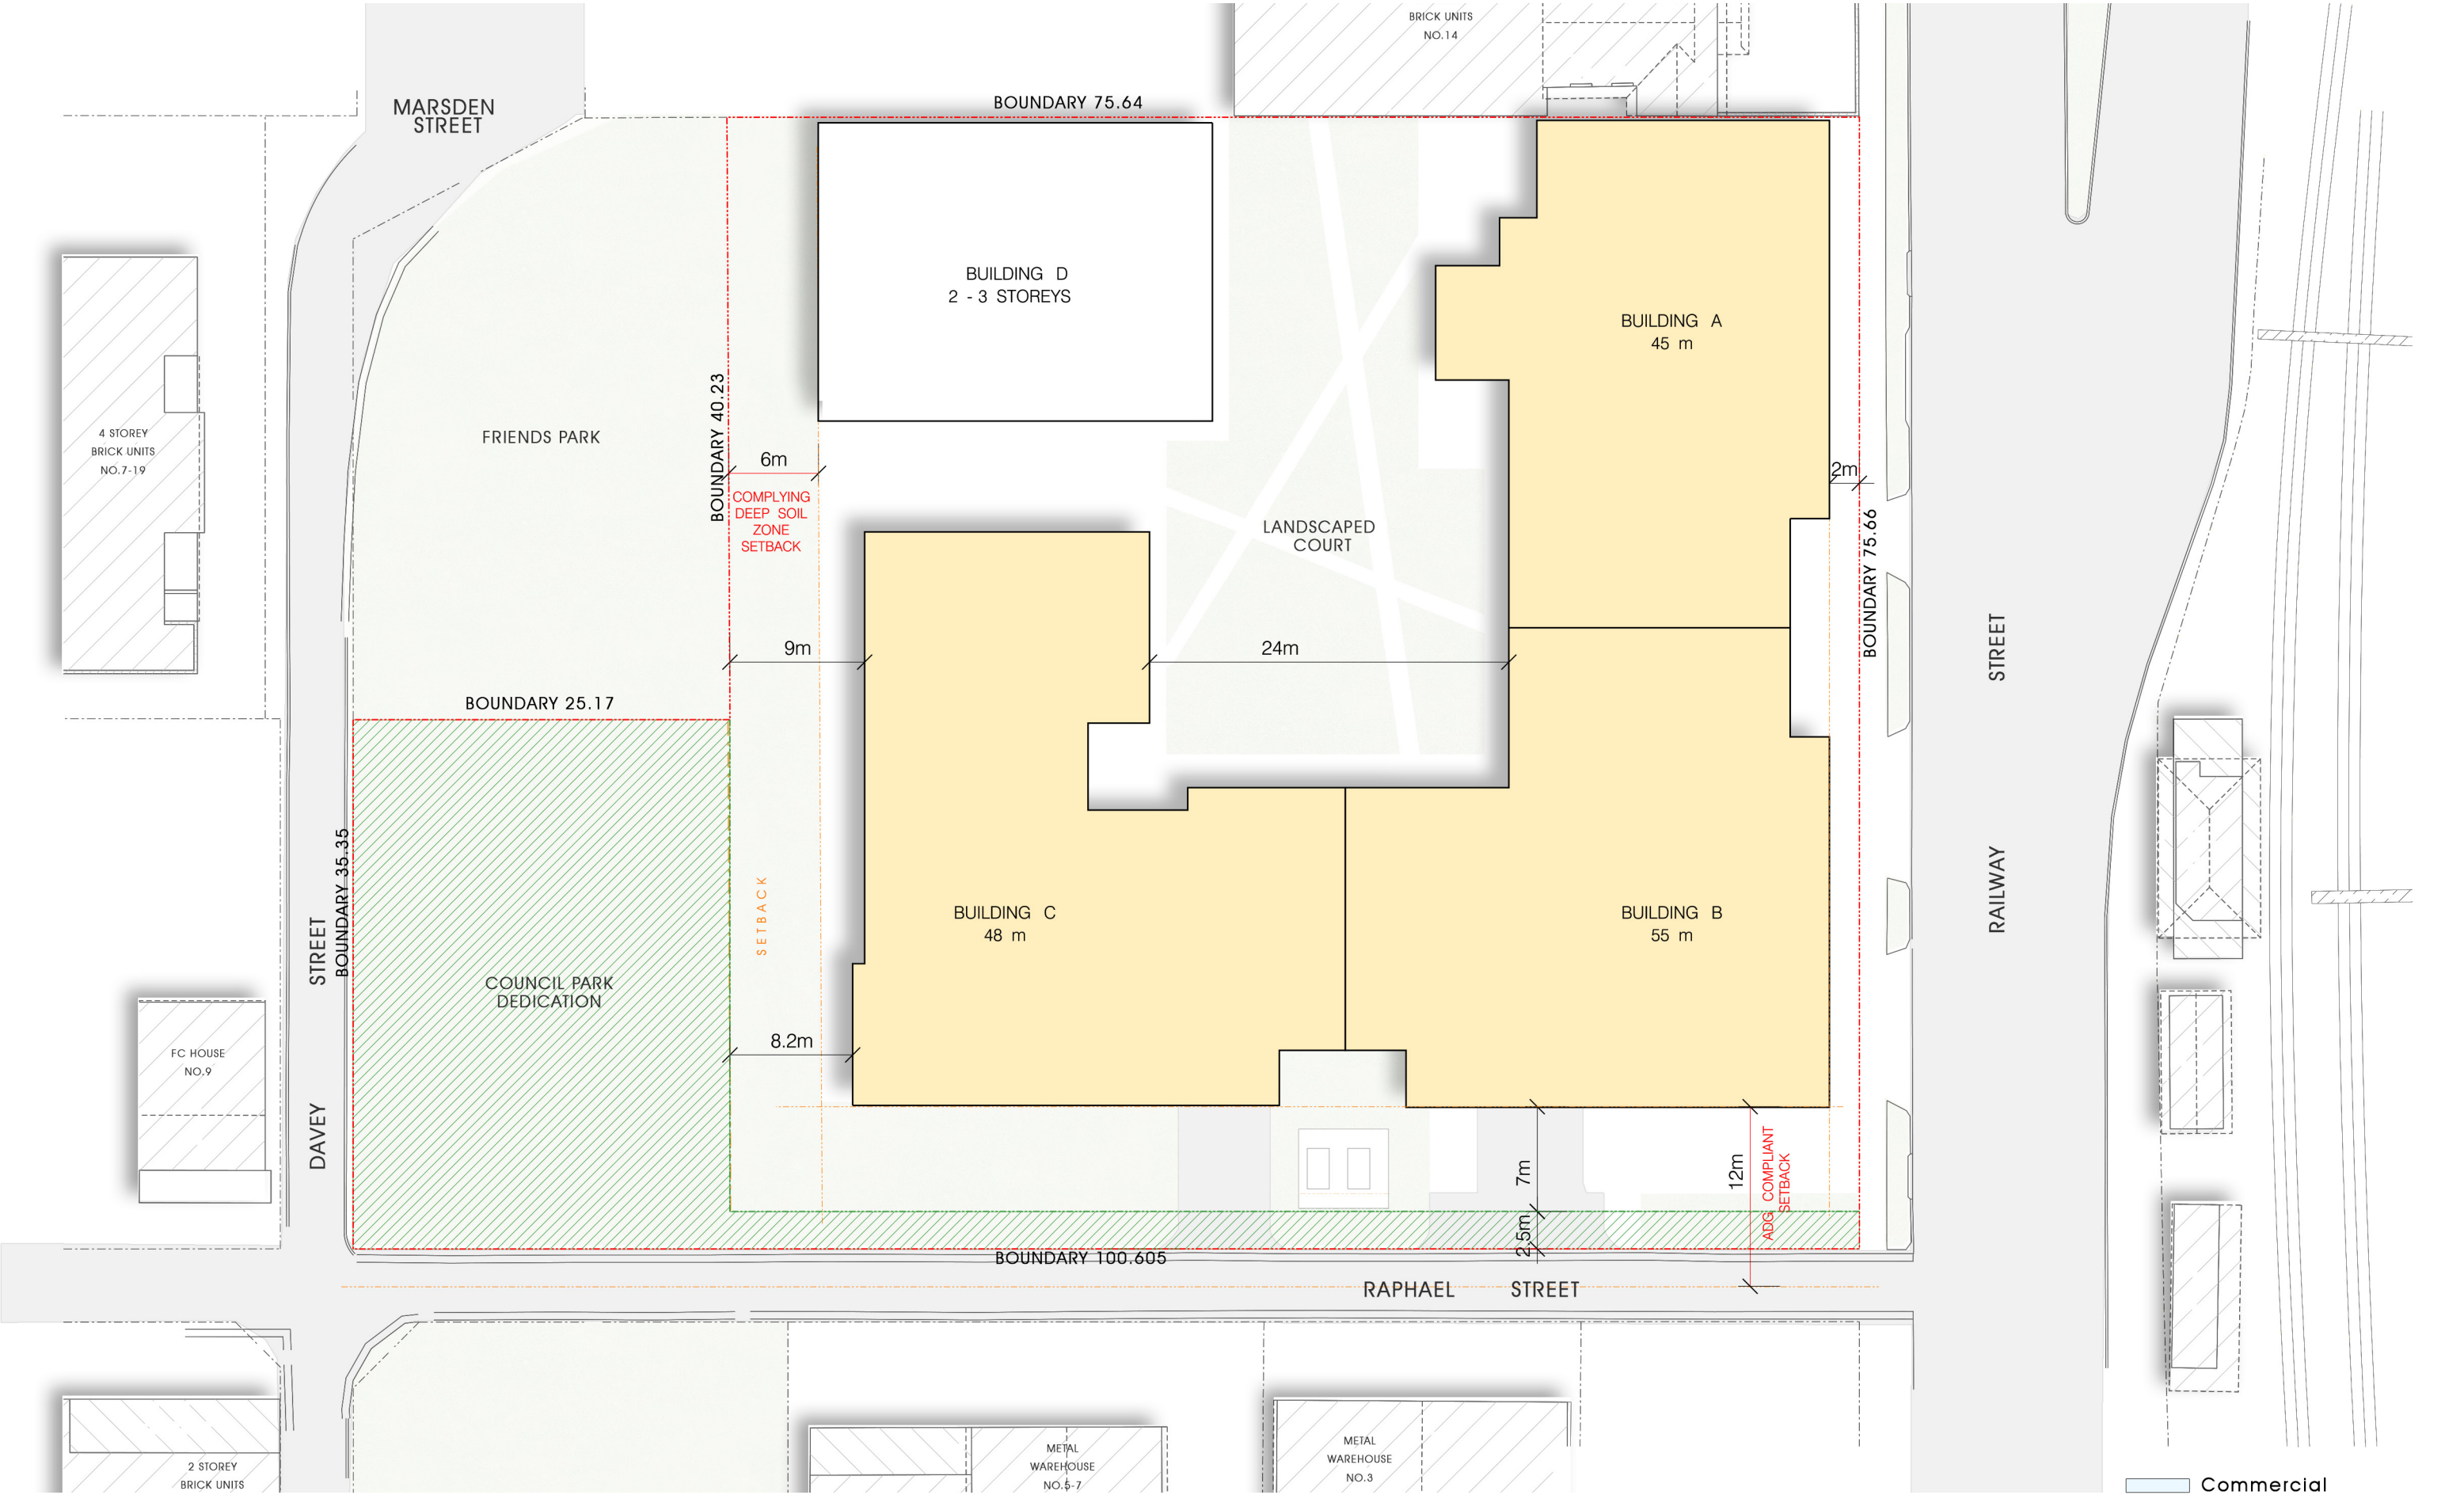 BRICK UNITS
NO.14
MARSDEN
STREET
BOUNDARY 75.64
BUILDING D
2 - 3 STOREYS
BUILDING A
45 m
4 STOREY
BRICK UNITS
NO.7-19
FRIENDS PARK
BOUNDARY 40.23
6m
COMPLYING
DEEP SOIL
ZONE
SETBACK
LANDSCAPED
COURT
2m
BOUNDARY 75.66
9m
24m
STREET
RAILWAY
BOUNDARY 25.17
BOUNDARY 35.35
STREET
DAVEY
SETBACK
BUILDING C
48 m
BUILDING B
55 m
COUNCIL PARK
DEDICATION
8.2m
FC HOUSE
NO.9
7m
2.5m
12m
ADG COMPLIANT
SETBACK
BOUNDARY 100.605
RAPHAEL STREET
2 STOREY
BRICK UNITS
METAL
WAREHOUSE
NO.5-7
METAL
WAREHOUSE
NO.3
Commercial